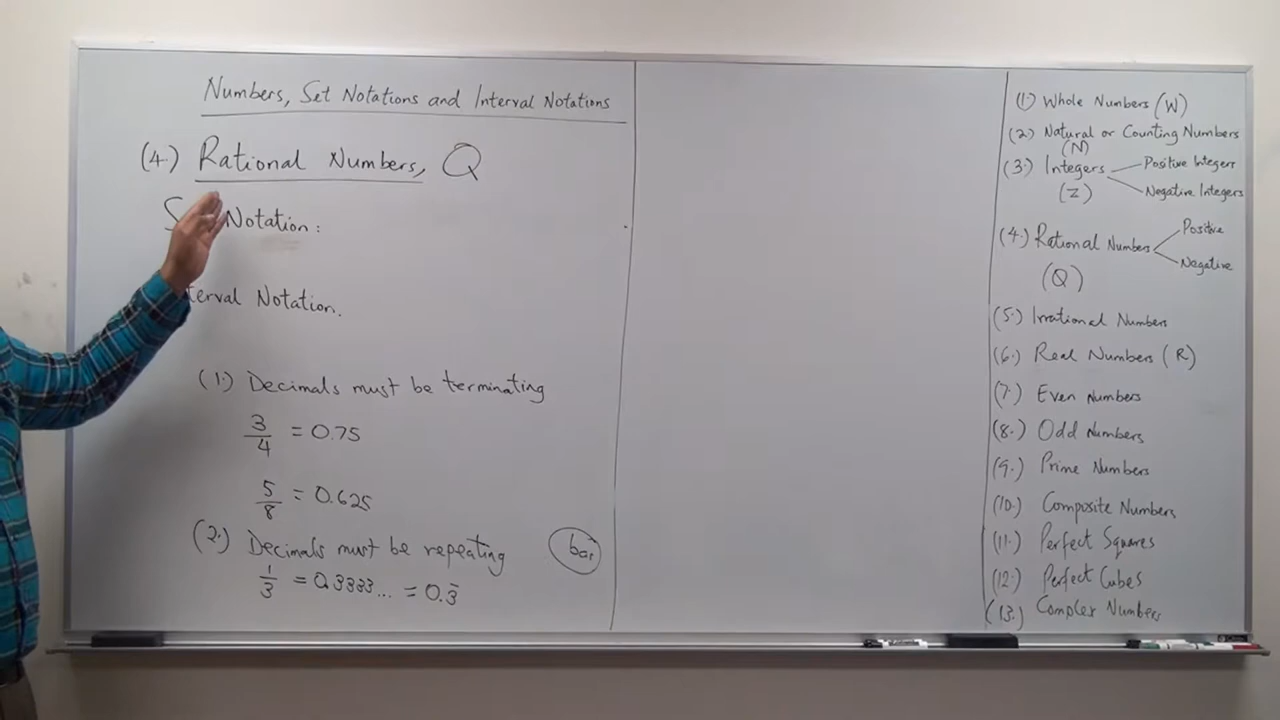 Numbers, Set Notations and Interval Notations
(4.) Rational Numbers, Q
Notation:
Notation.
(1.) Decimals must be terminating
3/4 = 0.75
5/8 = 0.625
(2.) Decimals must be repeating
bar
1/3 = 0.3333... = 0.3̄
(1) Whole Numbers (W)
(2) Natural or Counting Numbers
(N)
(3.) Integers
Positive Integers
Negative Integers
(Z)
(4.) Rational Numbers
Positive
Negative
(Q)
(5.) Irrational Numbers
(6.) Real Numbers (R)
(7.) Even Numbers
(8.) Odd Numbers
(9.) Prime Numbers
(10.) Composite Numbers
(11.) Perfect Squares
(12.) Perfect Cubes
(13.) Complex Numbers